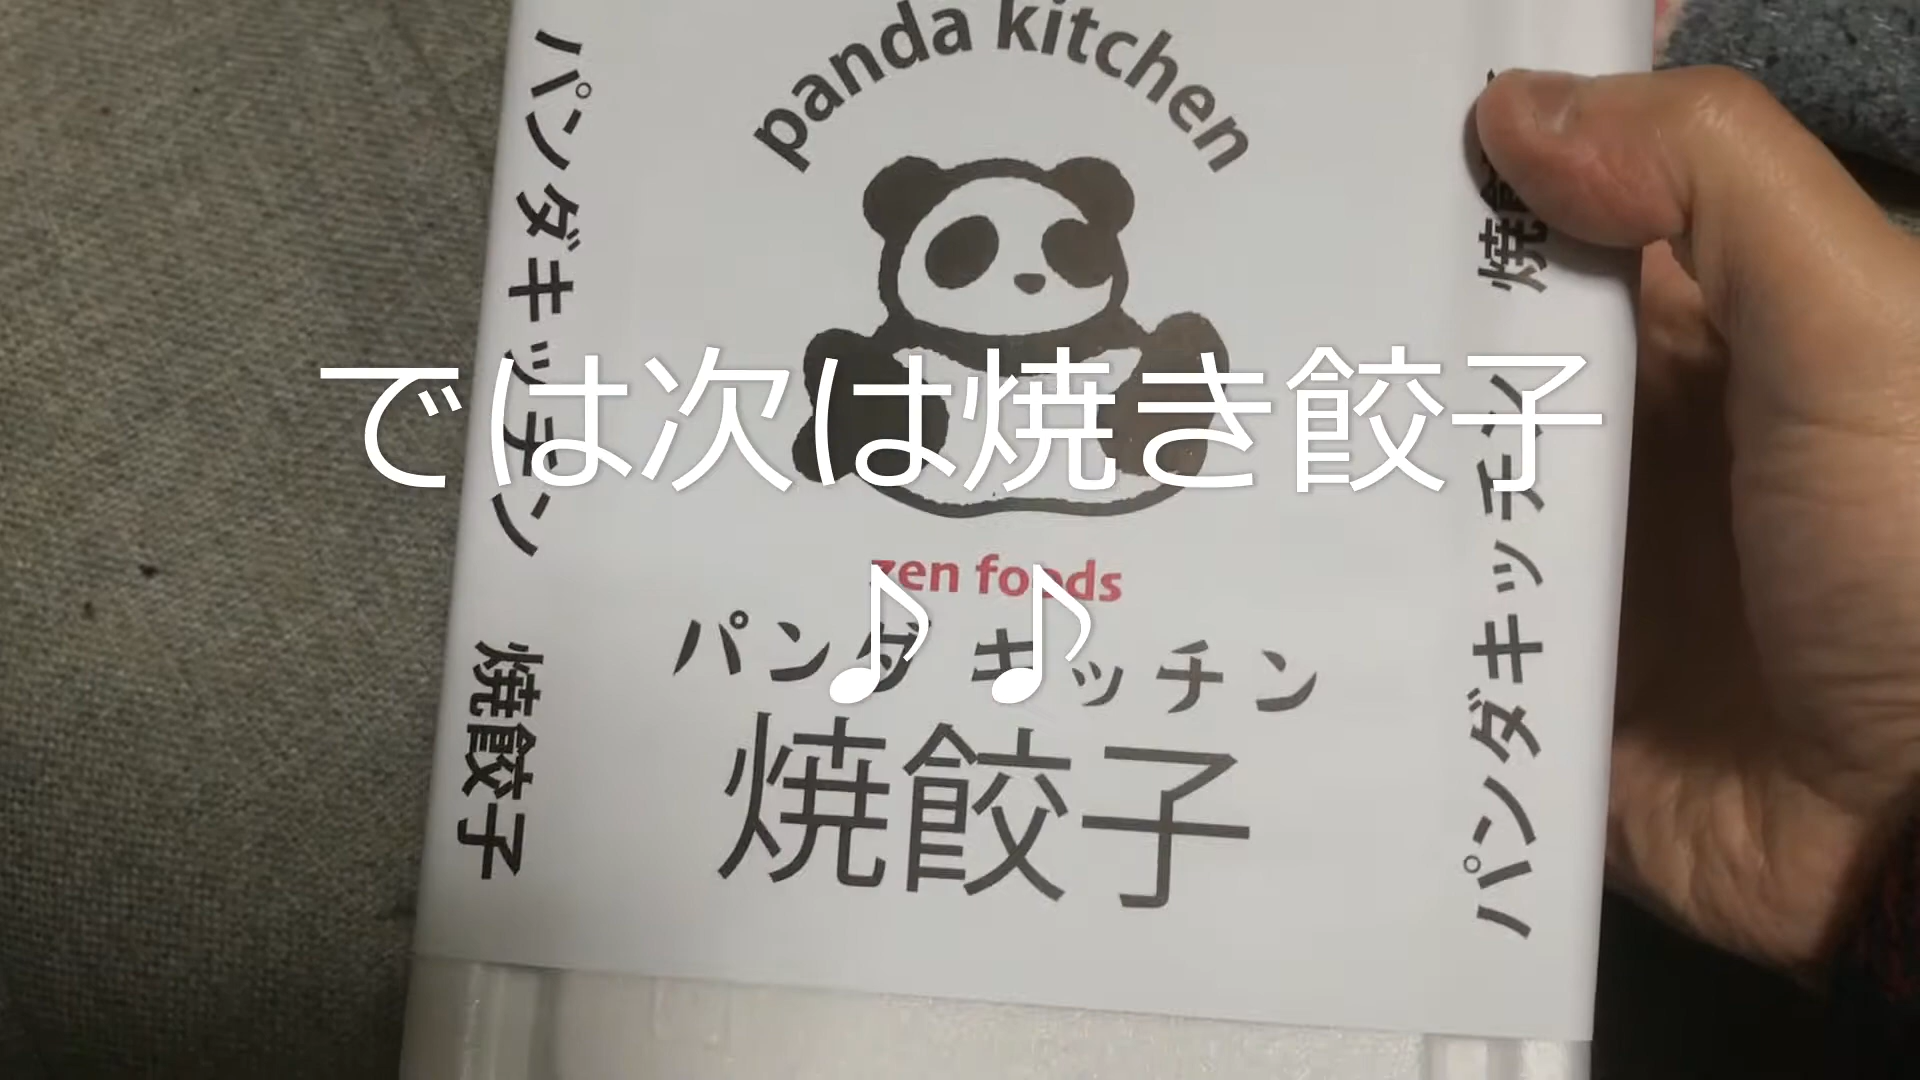 panda kitchen
では次は焼き餃子
♪♪
zen foods
パンダ キッチン
焼餃子
パンダキッチン 焼餃子
パンダキッチン 焼餃